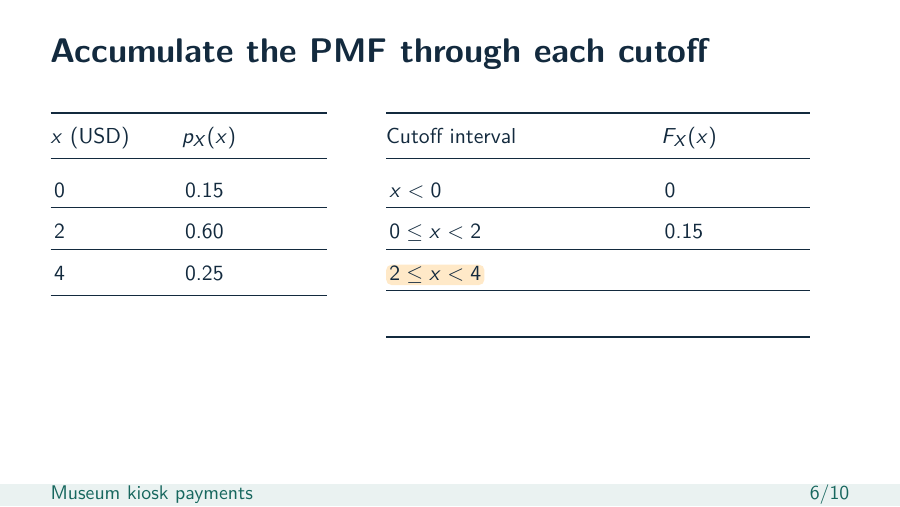 Accumulate the PMF through each cutoff
x (USD) p_X(x)
0 0.15
2 0.60
4 0.25
Cutoff interval F_X(x)
x < 0 0
0 ≤ x < 2 0.15
2 ≤ x < 4
Museum kiosk payments 6/10